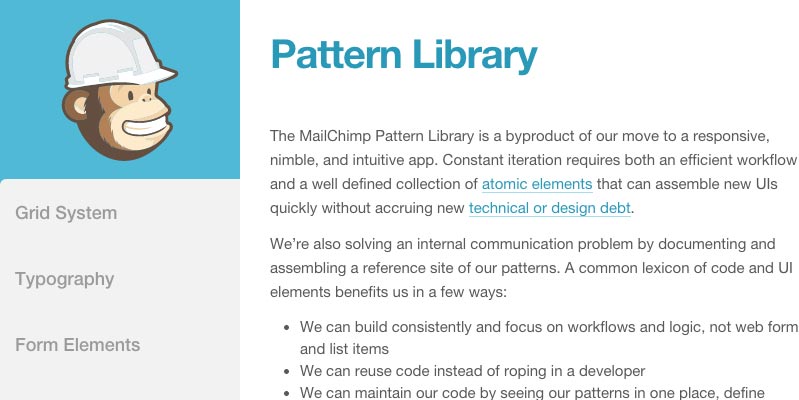 Pattern Library
Grid System
Typography
Form Elements
The MailChimp Pattern Library is a byproduct of our move to a responsive,
nimble, and intuitive app. Constant iteration requires both an efficient workflow
and a well defined collection of atomic elements that can assemble new UIs
quickly without accruing new technical or design debt.
We’re also solving an internal communication problem by documenting and
assembling a reference site of our patterns. A common lexicon of code and UI
elements benefits us in a few ways:
• We can build consistently and focus on workflows and logic, not web form
and list items
• We can reuse code instead of roping in a developer
• We can maintain our code by seeing our patterns in one place, define